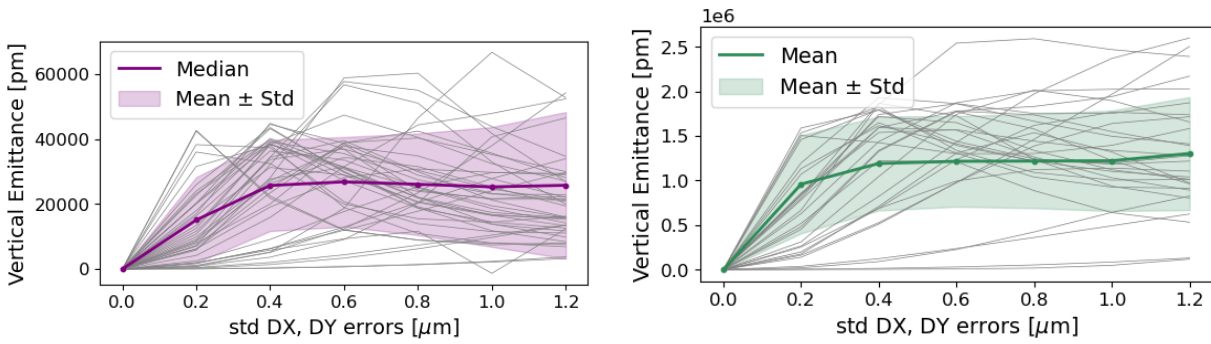 Vertical Emittance [pm]
60000
40000
20000
0
Median
Mean ± Std
0.0 0.2 0.4 0.6 0.8 1.0 1.2
std DX, DY errors [μm]
1e6
Vertical Emittance [pm]
2.5
2.0
1.5
1.0
0.5
0.0
Mean
Mean ± Std
0.0 0.2 0.4 0.6 0.8 1.0 1.2
std DX, DY errors [μm]